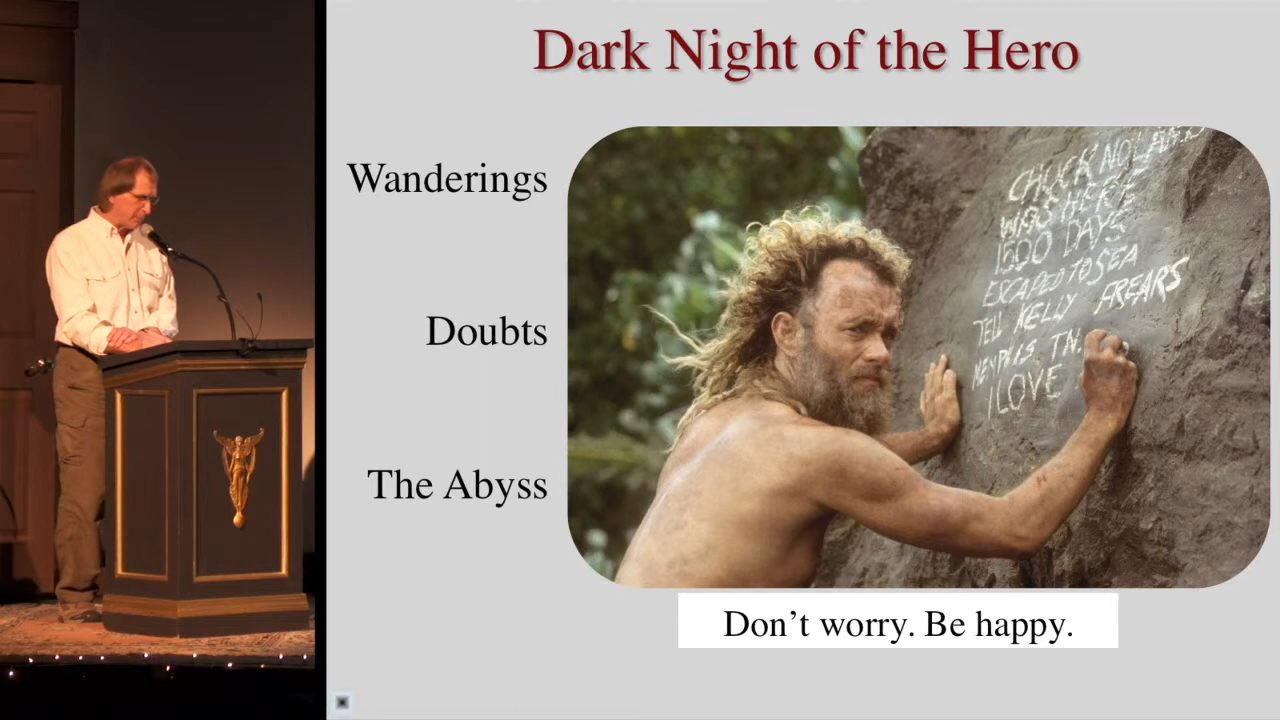 Dark Night of the Hero
Wanderings
Doubts
The Abyss
CHUCK NOLAND
WAS HERE
1500 DAYS
ESCAPED TO SEA
TELL KELLY FREARS
MEMPHIS TN.
I LOVE
Don't worry. Be happy.